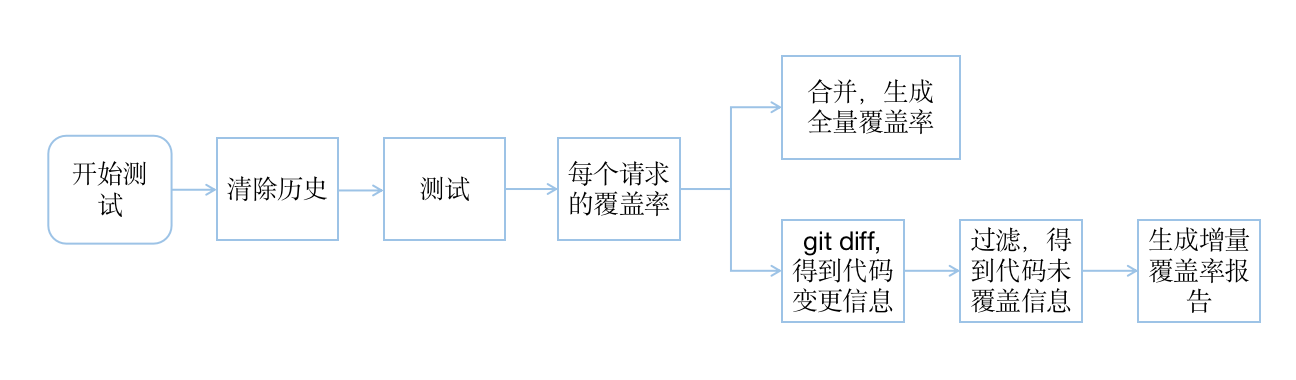 开始测
试
清除历史
测试
每个请求
的覆盖率
合并，生成
全量覆盖率
git diff,
得到代码
变更信息
过滤，得
到代码未
覆盖信息
生成增量
覆盖率报
告